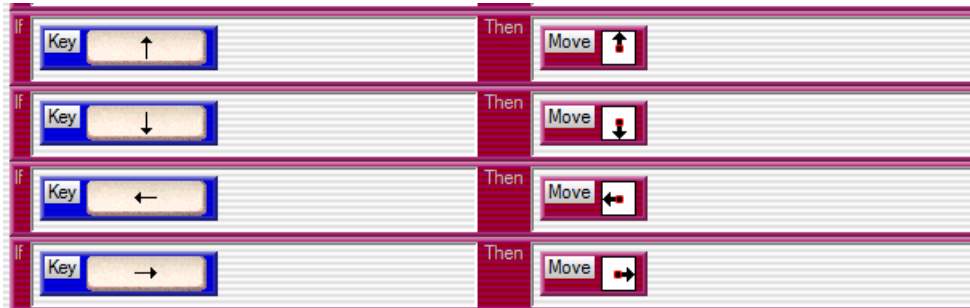 If Key ↑ Then Move
If Key ↓ Then Move
If Key ← Then Move
If Key → Then Move